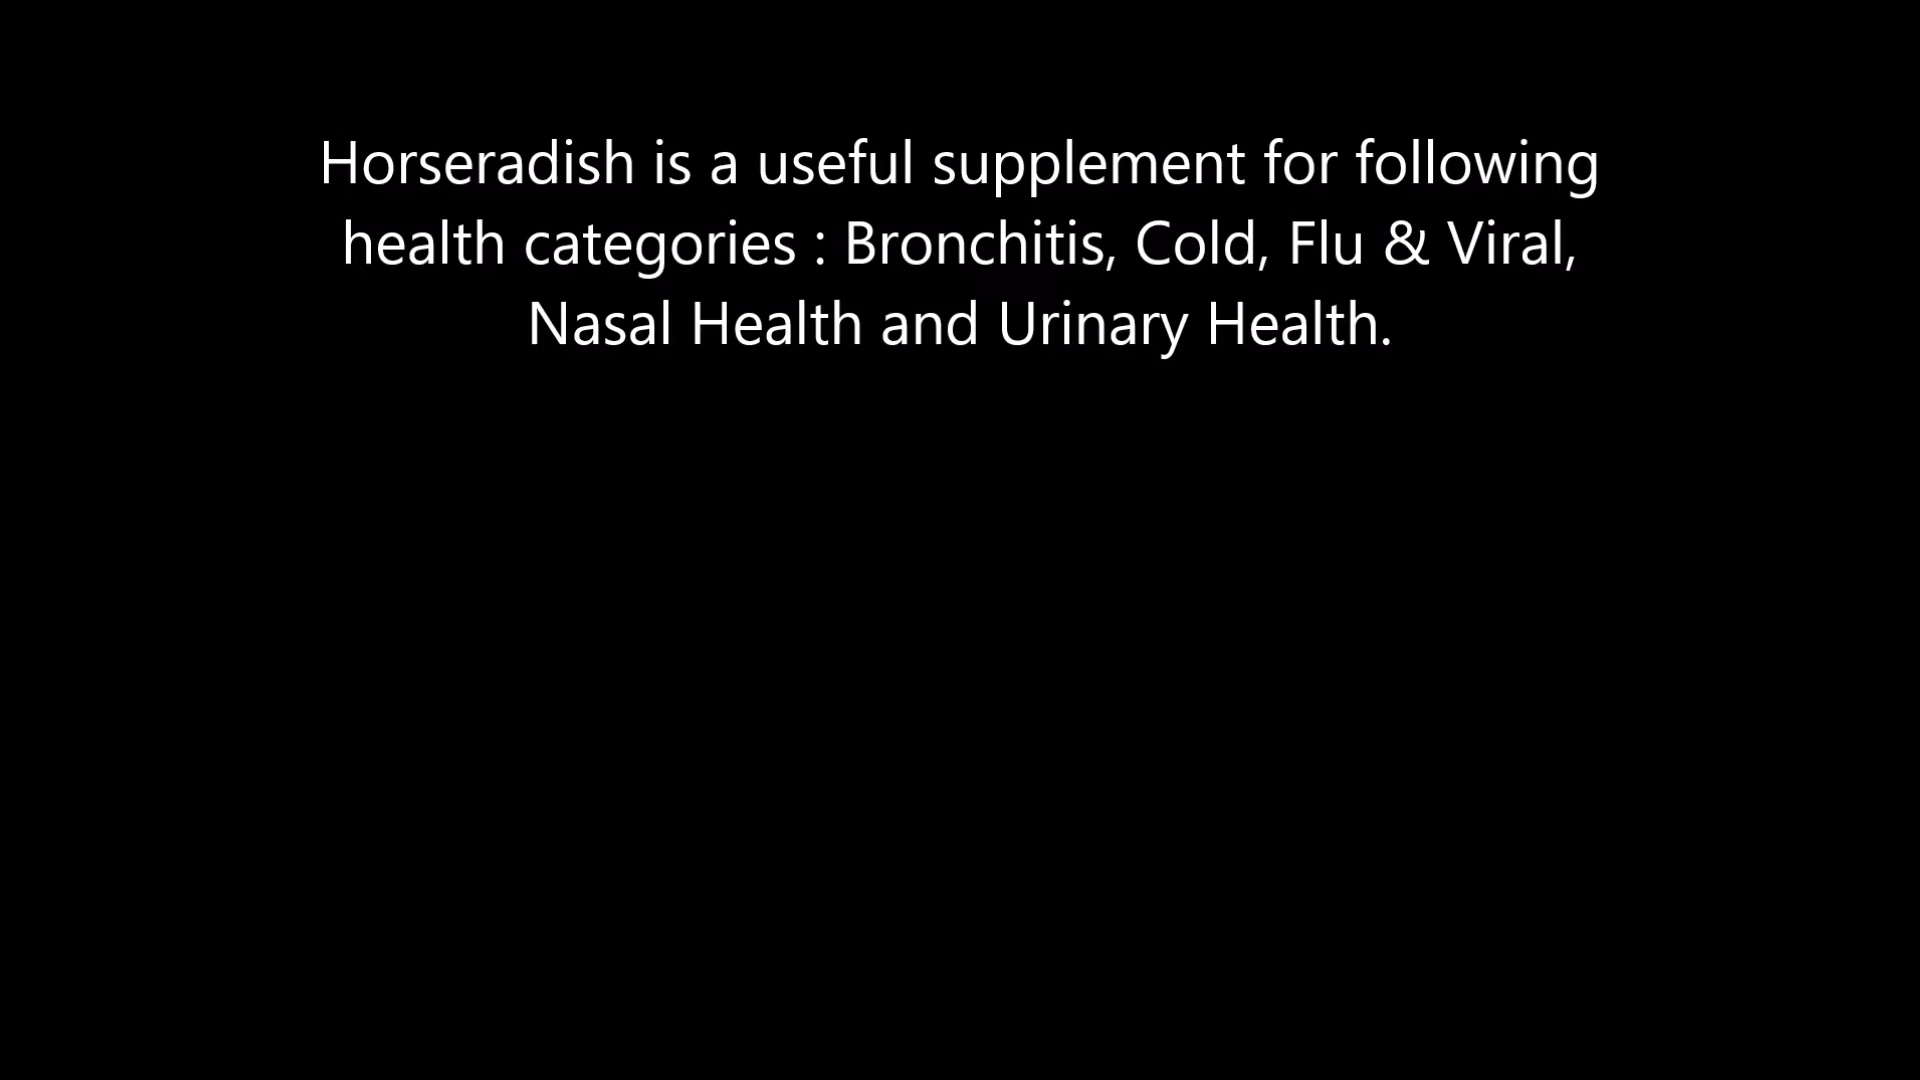 Horseradish is a useful supplement for following
health categories : Bronchitis, Cold, Flu & Viral,
Nasal Health and Urinary Health.